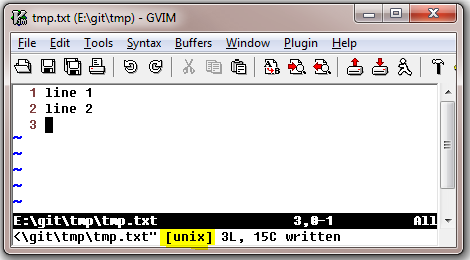 tmp.txt (E:\git\tmp) - GVIM
File Edit Tools Syntax Buffers Window Plugin Help
1 line 1
2 line 2
3
~
~
~
~
~
E:\git\tmp\tmp.txt 3,0-1 All
<\git\tmp\tmp.txt" [unix] 3L, 15C written